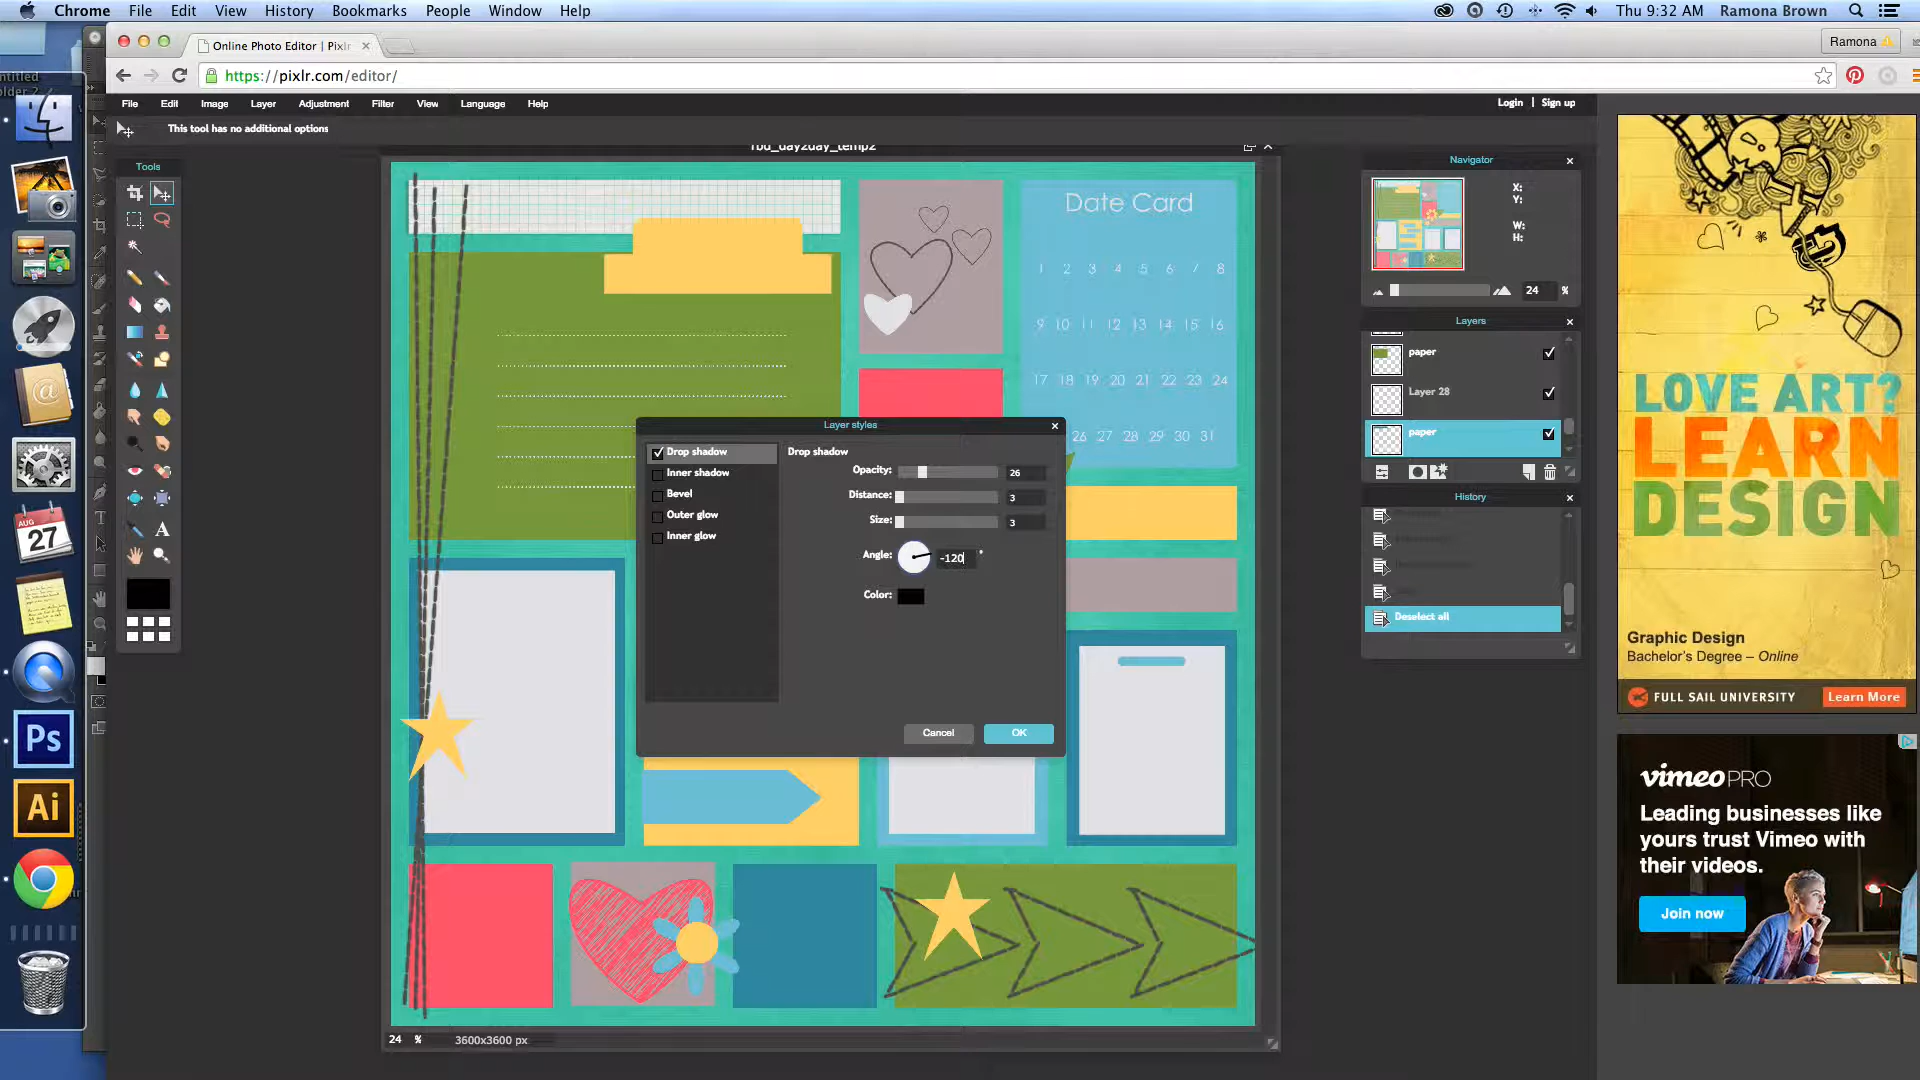 Chrome File Edit View History Bookmarks People Window Help
Thu 9:32 AM Ramona Brown
Online Photo Editor | Pixlr
Ramona
https://pixlr.com/editor/
File Edit Image Layer Adjustment Filter View Language Help
Login | Sign up
This tool has no additional options
rbd_day2day_temp2
Tools
Navigator
X:
Y:
W:
H:
24 %
Layers
paper
Layer 28
paper
History
Deselect all
Date Card
1 2 3 4 5 6 7 8
9 10 11 12 13 14 15 16
17 18 19 20 21 22 23 24
26 27 28 29 30 31
Layer styles
Drop shadow
Inner shadow
Bevel
Outer glow
Inner glow
Drop shadow
Opacity: 26
Distance: 3
Size: 3
Angle: -120 °
Color:
Cancel
OK
24 %
3600x3600 px
AUG
27
Ps
Ai
LOVE ART?
LEARN
DESIGN
Graphic Design
Bachelor's Degree – Online
FULL SAIL UNIVERSITY
Learn More
vimeo PRO
Leading businesses like
yours trust Vimeo with
their videos.
Join now